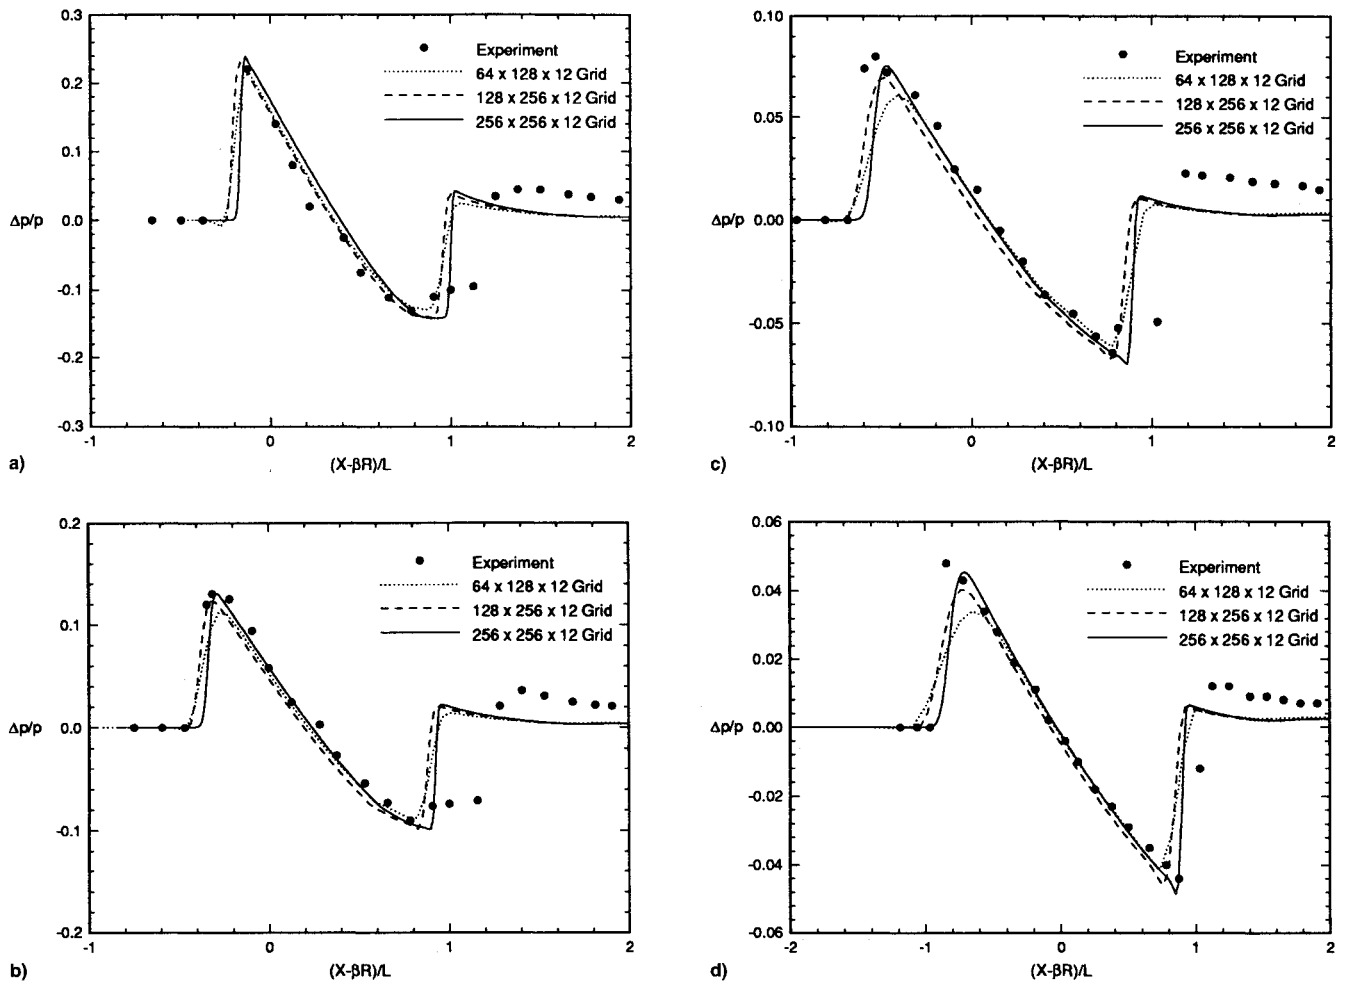 0.3
0.2
0.1
0.0
-0.1
-0.2
-0.3
Δp/p
-1
0
1
2
(X-βR)/L
a)
Experiment
64 x 128 x 12 Grid
128 x 256 x 12 Grid
256 x 256 x 12 Grid
0.10
0.05
0.00
-0.05
-0.10
Δp/p
-1
0
1
2
(X-βR)/L
c)
Experiment
64 x 128 x 12 Grid
128 x 256 x 12 Grid
256 x 256 x 12 Grid
0.2
0.1
0.0
-0.1
-0.2
Δp/p
-1
0
1
2
(X-βR)/L
b)
Experiment
64 x 128 x 12 Grid
128 x 256 x 12 Grid
256 x 256 x 12 Grid
0.06
0.04
0.02
0.00
-0.02
-0.04
-0.06
Δp/p
-2
-1
0
1
2
(X-βR)/L
d)
Experiment
64 x 128 x 12 Grid
128 x 256 x 12 Grid
256 x 256 x 12 Grid